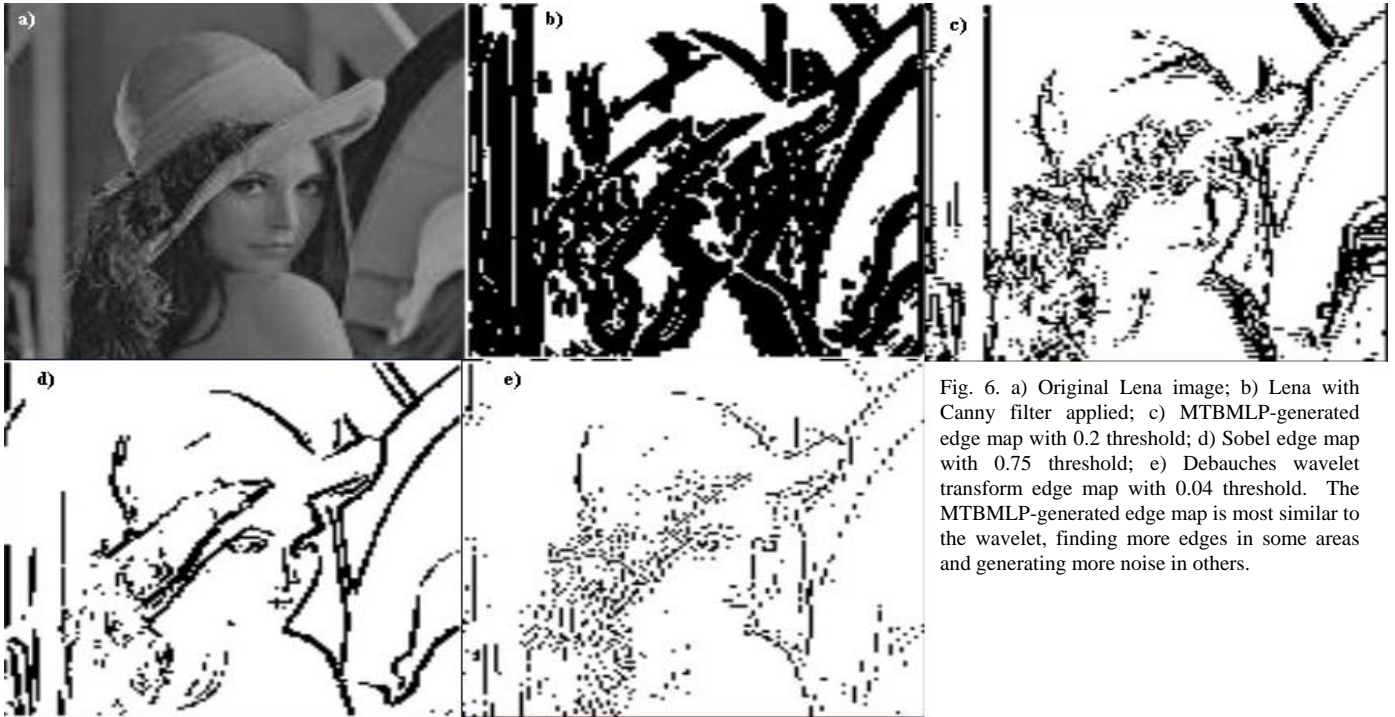 a)
b)
c)
d)
e)
Fig. 6. a) Original Lena image; b) Lena with
Canny filter applied; c) MTBMLP-generated
edge map with 0.2 threshold; d) Sobel edge map
with 0.75 threshold; e) Debauches wavelet
transform edge map with 0.04 threshold. The
MTBMLP-generated edge map is most similar to
the wavelet, finding more edges in some areas
and generating more noise in others.